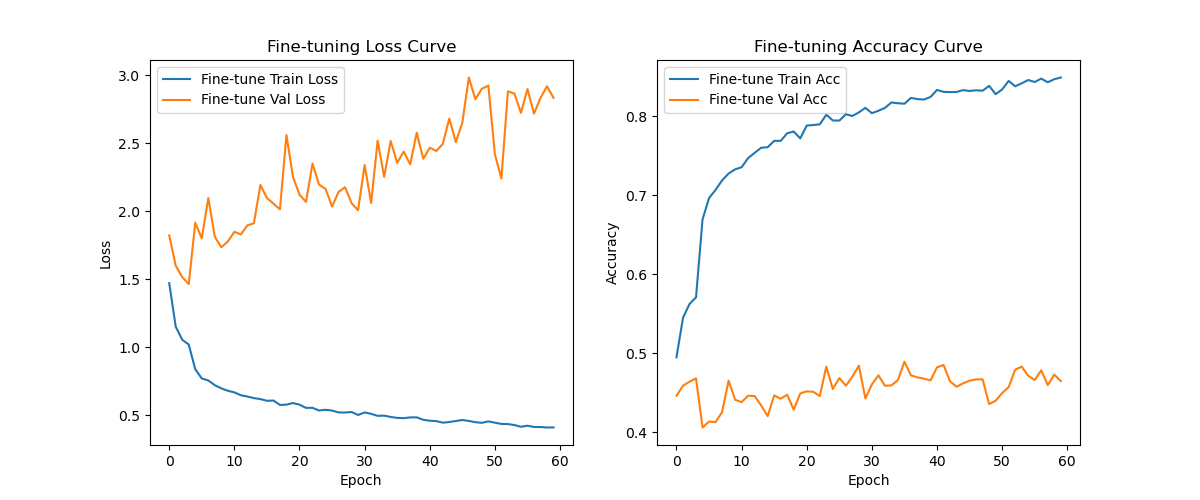 Fine-tuning Loss Curve
Fine-tune Train Loss
Fine-tune Val Loss
3.0
2.5
2.0
1.5
1.0
0.5
Loss
0 10 20 30 40 50 60
Epoch
Fine-tuning Accuracy Curve
Fine-tune Train Acc
Fine-tune Val Acc
0.8
0.7
0.6
0.5
0.4
Accuracy
0 10 20 30 40 50 60
Epoch